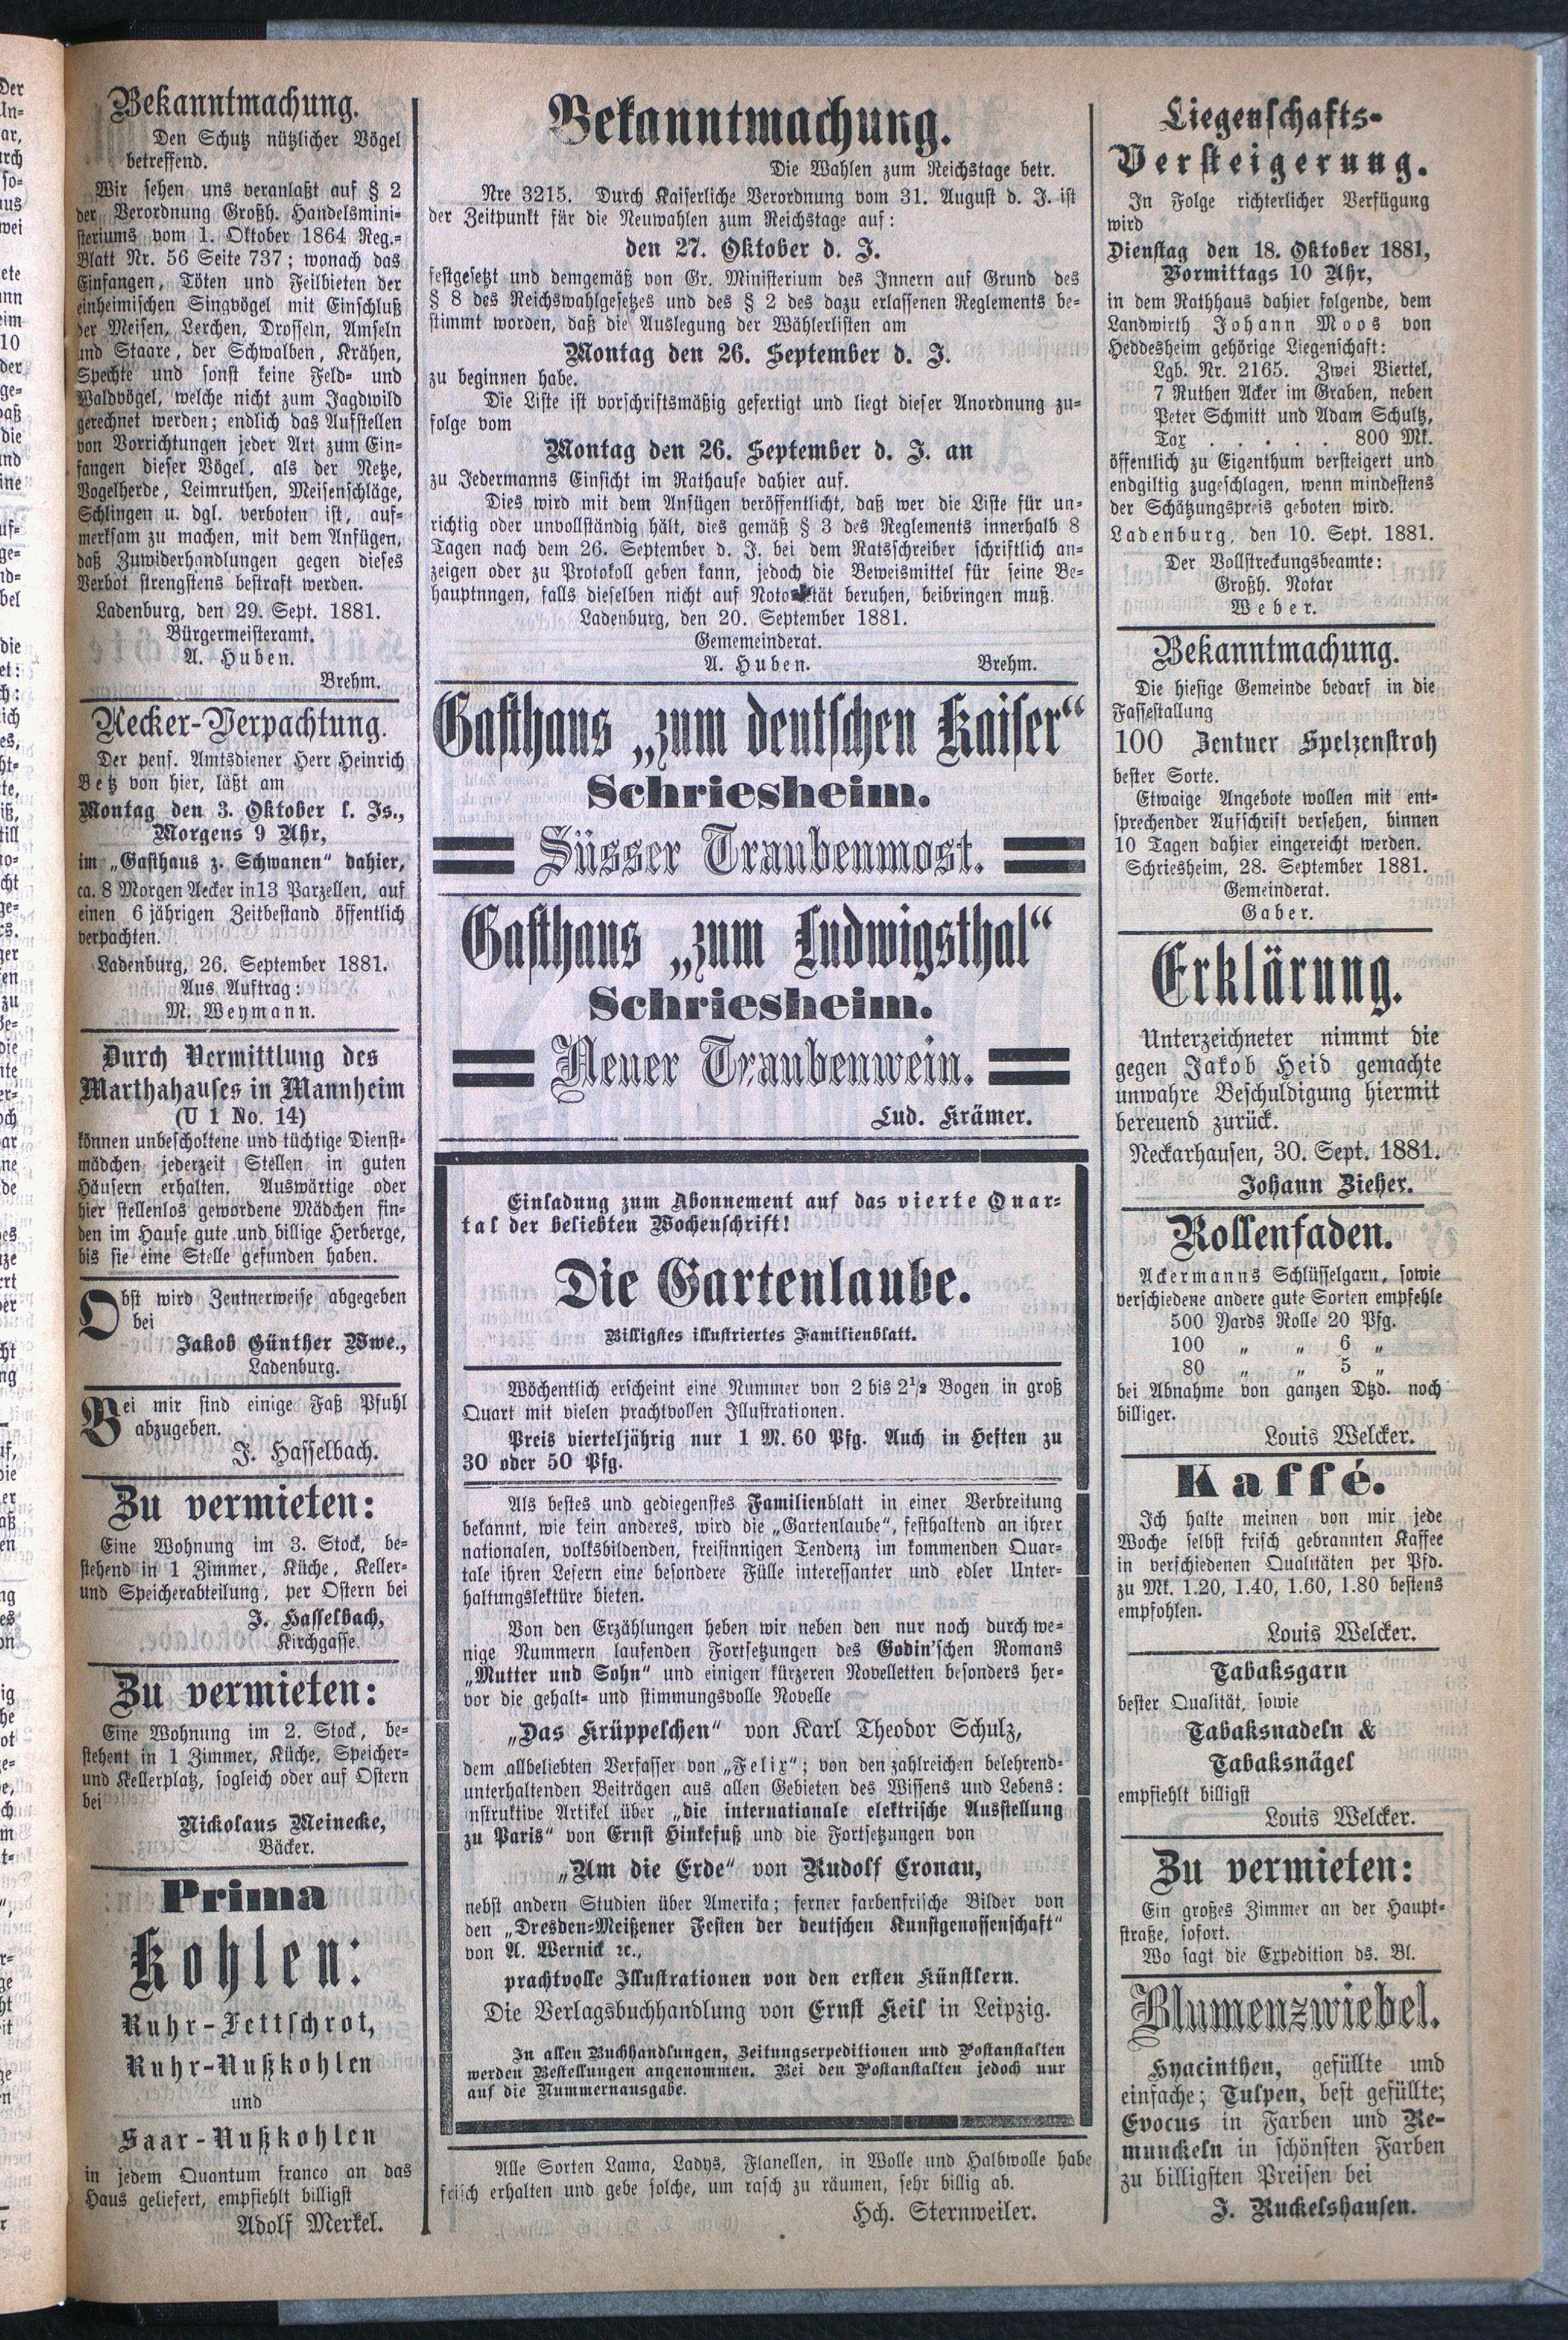 Bekanntmachung.
Den Schutz nützlicher Vögel
betreffend.
Wir sehen uns veranlaßt auf § 2
der Verordnung Großh. Handelsmini-
steriums vom 1. Oktober 1864 Reg.-
Blatt Nr. 56 Seite 737; wonach das
Einfangen, Töten und Feilbieten der
einheimischen Singvögel mit Einschluß
der Meisen, Lerchen, Drosseln, Amseln
und Staare, der Schwalben, Krähen,
Spechte und sonst keine Feld- und
Waldvögel, welche nicht zum Jagdwild
gerechnet werden; endlich das Aufstellen
von Vorrichtungen jeder Art zum Ein-
fangen dieser Vögel, als der Netze,
Vogelherde, Leimruthen, Meisenschläge,
Schlingen u. dgl. verboten ist, auf-
merksam zu machen, mit dem Anfügen,
daß Zuwiderhandlungen gegen dieses
Verbot strengstens bestraft werden.
Ladenburg, den 29. Sept. 1881.
Bürgermeisteramt.
A. Huben.
Brehm.
Aecker-Verpachtung.
Der pens. Amtsdiener Herr Heinrich
Betz von hier, läßt am
Montag den 3. Oktober l. Js.,
Morgens 9 Uhr,
im „Gasthaus z. Schwanen“ dahier,
ca. 8 Morgen Aecker in 13 Parzellen, auf
einen 6 jährigen Zeitbestand öffentlich
verpachten.
Ladenburg, 26. September 1881.
Aus Auftrag:
M. Weymann.
Durch Vermittlung des
Marthahauses in Mannheim
(U 1 No. 14)
können unbescholtene und tüchtige Dienst-
mädchen jederzeit Stellen in guten
Häusern erhalten. Auswärtige oder
hier stellenlos gewordene Mädchen fin-
den im Hause gute und billige Herberge,
bis sie eine Stelle gefunden haben.
Obst wird Zentnerweise abgegeben
bei
Jakob Günther Wwe.,
Ladenburg.
Bei mir sind einige Faß Pfuhl
abzugeben.
J. Hasselbach.
Zu vermieten:
Eine Wohnung im 3. Stock, be-
stehend in 1 Zimmer, Küche, Keller-
und Speicherabteilung, per Ostern bei
J. Hasselbach,
Kirchgasse.
Zu vermieten:
Eine Wohnung im 2. Stock, be-
stehent in 1 Zimmer, Küche, Speicher-
und Kellerplatz, sogleich oder auf Ostern
bei
Nickolaus Meinecke,
Bäcker.
Prima
Kohlen:
Ruhr-Fettschrot,
Ruhr-Nußkohlen
und
Saar-Nußkohlen
in jedem Quantum franco an das
Haus geliefert, empfiehlt billigst
Adolf Merkel.
Bekanntmachung.
Die Wahlen zum Reichstage betr.
Nre 3215. Durch Kaiserliche Verordnung vom 31. August d. J. ist
der Zeitpunkt für die Neuwahlen zum Reichstage auf:
den 27. Oktober d. J.
festgesetzt und demgemäß von Gr. Ministerium des Innern auf Grund des
§ 8 des Reichswahlgesetzes und des § 2 des dazu erlassenen Reglements be-
stimmt worden, daß die Auslegung der Wählerlisten am
Montag den 26. September d. J.
zu beginnen habe.
Die Liste ist vorschriftsmäßig gefertigt und liegt dieser Anordnung zu-
folge vom
Montag den 26. September d. J. an
zu Jedermanns Einsicht im Rathause dahier auf.
Dies wird mit dem Anfügen veröffentlicht, daß wer die Liste für un-
richtig oder unvollständig hält, dies gemäß § 3 des Reglements innerhalb 8
Tagen nach dem 26. September d. J. bei dem Ratsschreiber schriftlich an-
zeigen oder zu Protokoll geben kann, jedoch die Beweismittel für seine Be-
hauptnngen, falls dieselben nicht auf beruhen, beibringen muß.
Ladenburg, den 20. September 1881.
Gememeinderat.
A. Huben. Brehm.
Gasthaus „zum deutschen Kaiser“
Schriesheim.
Süsser Traubenmost.
Gasthaus „zum Ludwigsthal“
Schriesheim.
Neuer Traubenwein.
Lud. Krämer.
Einladung zum Abonnement auf das vierte Quar-
tal der beliebten Wochenschrift!
Die Gartenlaube.
Billigstes illustriertes Familienblatt.
Wöchentlich erscheint eine Nummer von 2 bis 2½ Bogen in groß
Quart mit vielen prachtvollen Illustrationen.
Preis vierteljährig nur 1 M. 60 Pfg. Auch in Heften zu
30 oder 50 Pfg.
Als bestes und gediegenstes Familienblatt in einer Verbreitung
bekannt, wie kein anderes, wird die „Gartenlaube“, festhaltend an ihrer
nationalen, volksbildenden, freisinnigen Tendenz im kommenden Quar-
tale ihren Lesern eine besondere Fülle interessanter und edler Unter-
haltungslektüre bieten.
Von den Erzählungen heben wir neben den nur noch durch we-
nige Nummern laufenden Fortsetzungen des Godin'schen Romans
„Mutter und Sohn“ und einigen kürzeren Novelletten besonders her-
vor die gehalt- und stimmungsvolle Novelle
„Das Krüppelchen“ von Karl Theodor Schulz,
dem allbeliebten Verfasser von „Felix“; von den zahlreichen belehrend-
unterhaltenden Beiträgen aus allen Gebieten des Wissens und Lebens:
instruktive Artikel über „die internationale elektrische Ausstellung
zu Paris“ von Ernst Hinkefuß und die Fortsetzungen von
„Um die Erde“ von Rudolf Cronau,
nebst andern Studien über Amerika; ferner farbenfrische Bilder von
den „Dresden-Meißener Festen der deutschen Kunstgenossenschaft“
von A. Wernick ꝛc.,
prachtvolle Illustrationen von den ersten Künstlern.
Die Verlagsbuchhandlung von Ernst Keil in Leipzig.
In allen Buchhandlungen, Zeitungserpeditionen und Postanstalten
werden Bestellungen angenommen. Bei den Postanstalten jedoch nur
auf die Nummernausgabe.
Alle Sorten Lama, Ladys, Flanellen, in Wolle und Halbwolle habe
frisch erhalten und gebe solche, um rasch zu räumen, sehr billig ab.
Hch. Sternweiler.
Liegenschafts-
Versteigerung.
In Folge richterlicher Verfügung
wird
Dienstag den 18. Oktober 1881,
Vormittags 10 Uhr,
in dem Rathhaus dahier folgende, dem
Landwirth Johann Moos von
Heddesheim gehörige Liegenschaft:
Lgb. Nr. 2165. Zwei Viertel,
7 Ruthen Acker im Graben, neben
Peter Schmitt und Adam Schultz,
Tax . . . . . 800 Mk.
öffentlich zu Eigenthum versteigert und
endgiltig zugeschlagen, wenn mindestens
der Schätzungspreis geboten wird.
Ladenburg, den 10. Sept. 1881.
Der Vollstreckungsbeamte:
Großh. Notar
Weber.
Bekanntmachung.
Die hiesige Gemeinde bedarf in die
Fassestallung
100 Zentner Spelzenstroh
bester Sorte.
Etwaige Angebote wollen mit ent-
sprechender Aufschrift versehen, binnen
10 Tagen dahier eingereicht werden.
Schriesheim, 28. September 1881.
Gemeinderat.
Gaber.
Erklärung.
Unterzeichneter nimmt die
gegen Jakob Heid gemachte
unwahre Beschuldigung hiermit
bereuend zurück.
Neckarhausen, 30. Sept. 1881.
Johann Zieher.
Rollenfaden.
Ackermanns Schlüsselgarn, sowie
verschiedene andere gute Sorten empfehle
500 Yards Rolle 20 Pfg.
100 „ „ 6 „
80 „ „ 5 „
bei Abnahme von ganzen Dtzd. noch
billiger.
Louis Welcker.
Kaffé.
Ich halte meinen von mir jede
Woche selbst frisch gebrannten Kaffee
in verschiedenen Qualitäten per Pfd.
zu Mk. 1.20, 1.40, 1.60, 1.80 bestens
empfohlen.
Louis Welcker.
Tabaksgarn
bester Qualität, sowie
Tabaksnadeln &
Tabaksnägel
empfiehlt billigst
Louis Welcker.
Zu vermieten:
Ein großes Zimmer an der Haupt-
straße, sofort.
Wo sagt die Expedition ds. Bl.
Blumenzwiebel.
Hyacinthen, gefüllte und
einfache; Tulpen, best gefüllte;
Evocus in Farben und Re-
munckeln in schönsten Farben
zu billigsten Preisen bei
J. Ruckelshausen.